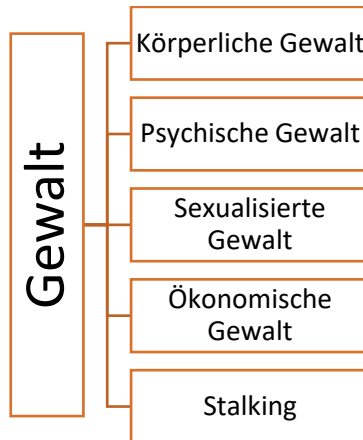 Gewalt
Körperliche Gewalt
Psychische Gewalt
Sexualisierte
Gewalt
Ökonomische
Gewalt
Stalking